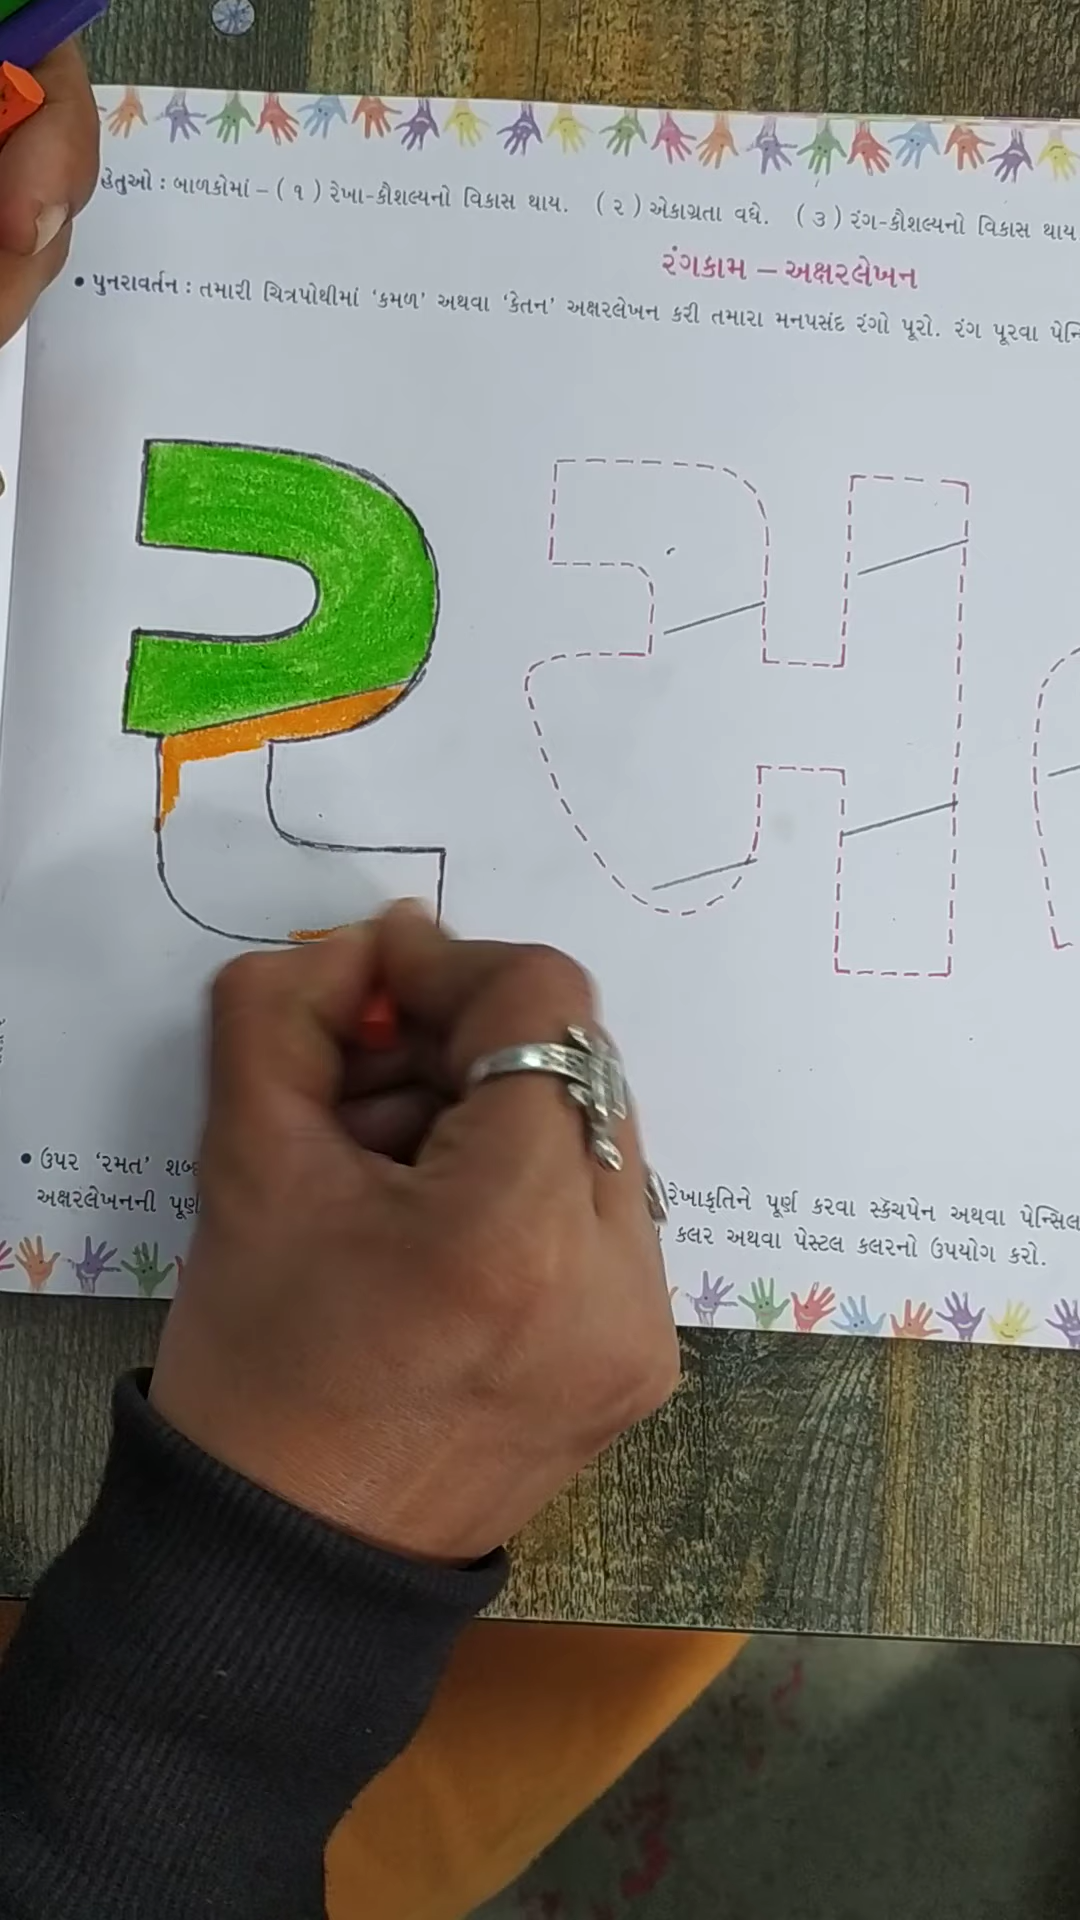 હેતુઓ : બાળકોમાં – ( ૧ ) રેખા-કૌશલ્યનો વિકાસ થાય. ( ૨ ) એકાગ્રતા વધે. ( ૩ ) રંગ-કૌશલ્યનો વિકાસ થાય
રંગકામ – અક્ષરલેખન
• પુનરાવર્તન : તમારી ચિત્રપોથીમાં ‘કમળ’ અથવા ‘કેતન’ અક્ષરલેખન કરી તમારા મનપસંદ રંગો પૂરો. રંગ પૂરવા
ર મ
• ઉપર ‘રમત’ રેખાકૃતિને પૂર્ણ કરવા સ્કૅચપેન અથવા પેન્સિલ
અક્ષરલેખનની કલર અથવા પેસ્ટલ કલરનો ઉપયોગ કરો.